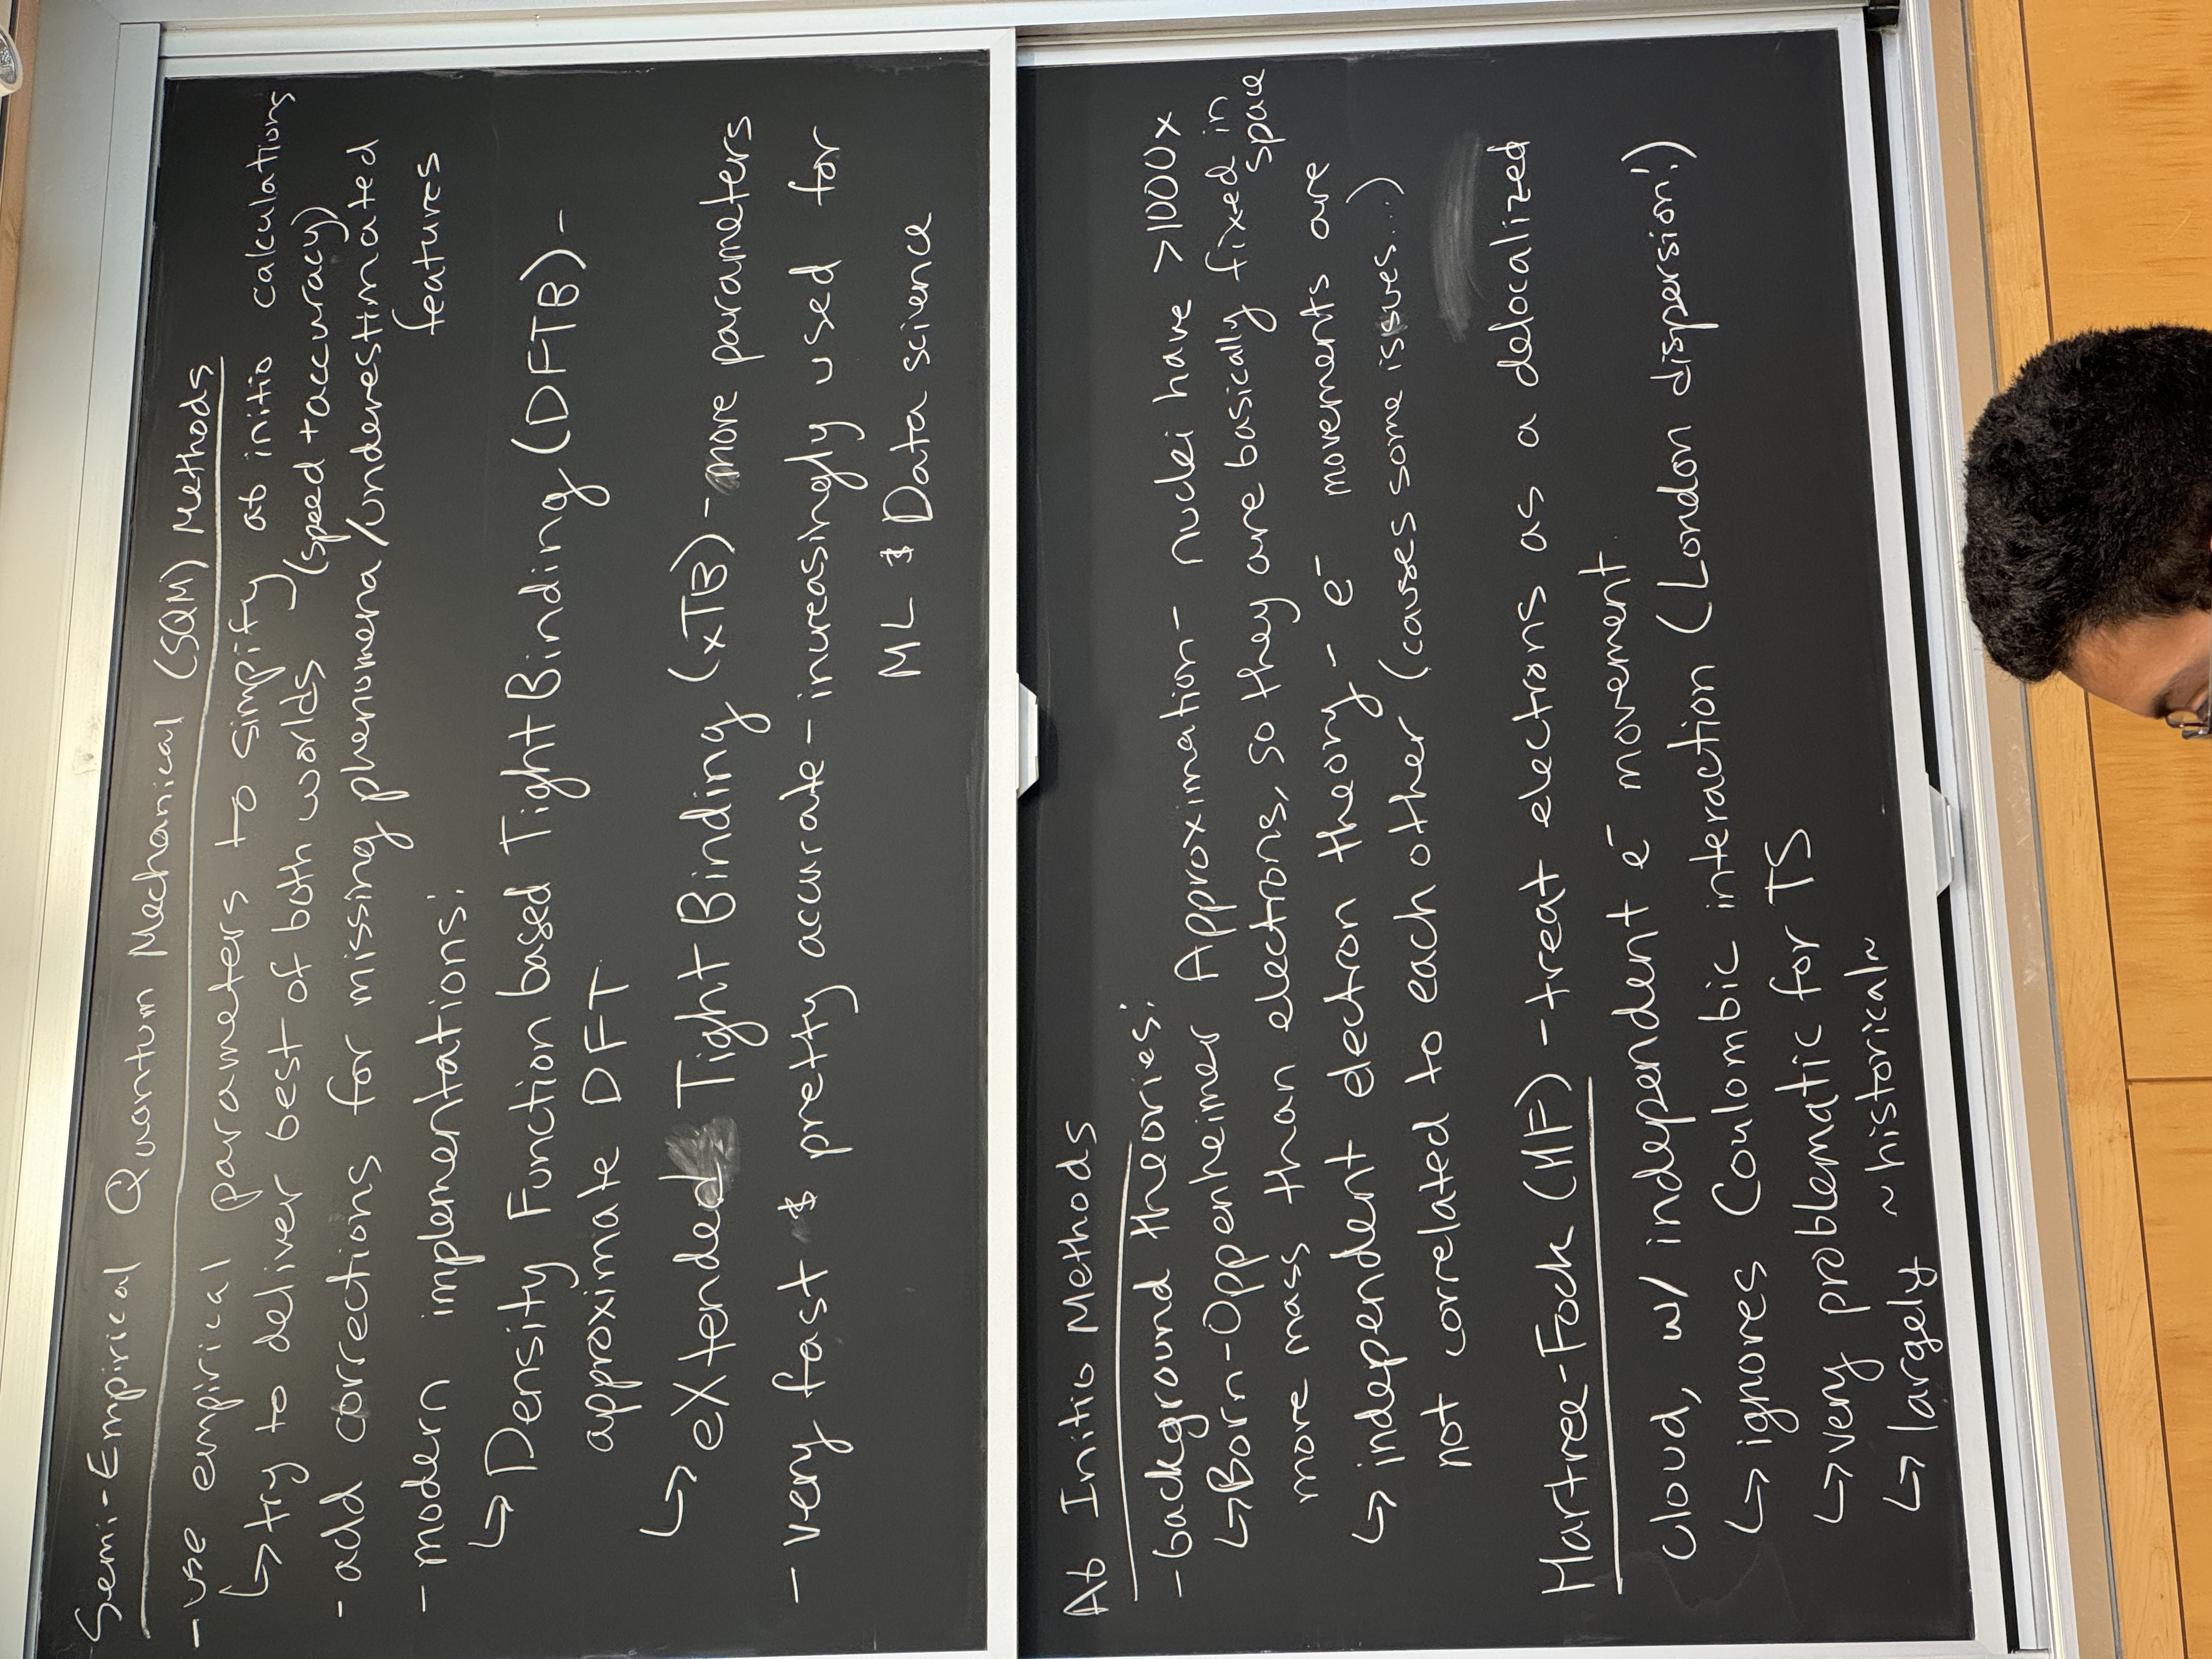 Semi-Empirical Quantum Mechanical (SQM) Methods
- use empirical parameters to simpify ab initio calculations
↳ try to deliver best of both worlds - (speed + accuracy)
- add corrections for missing phenomena/underestimated
features
- modern implementations:
↳ Density Function based Tight Binding (DFTB) -
approximate DFT
↳ eXtended Tight Binding (xTB) - more parameters
- very fast & pretty accurate - increasingly used for
ML & Data science
Ab Initio Methods
- background theories:
↳ Born-Oppenheimer Approximation - nuclei have >1000x
more mass than electrons, so they are basically fixed in
space
↳ independent electron theory - e⁻ movements are
not correlated to each other (causes some issues...)
Hartree-Fock (HF) - treat electrons as a delocalized
cloud, w/ independent e⁻ movement
↳ ignores Coulombic interaction (London dispersion!)
↳ very problematic for TS
↳ largely ~historical~